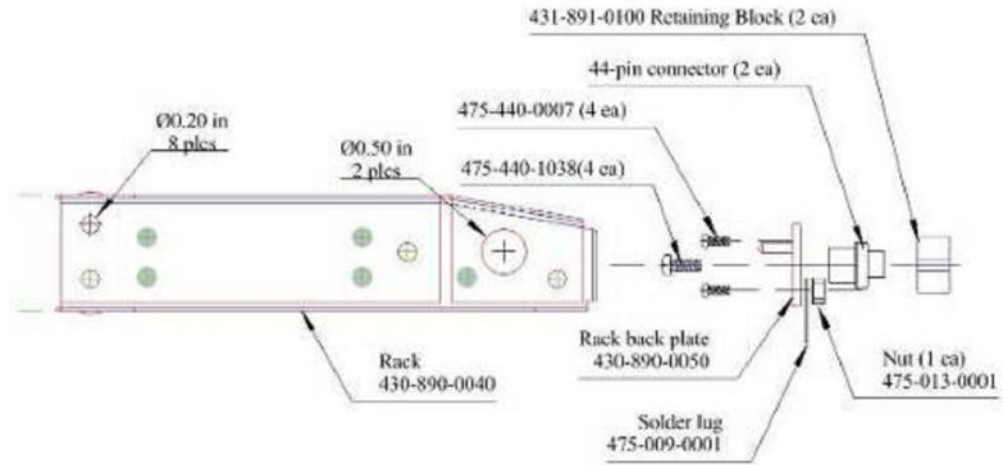 431-891-0100 Retaining Block (2 ea)
44-pin connector (2 ea)
475-440-0007 (4 ea)
475-440-1038(4 ea)
Ø0.20 in
8 plcs
Ø0.50 in
2 plcs
Rack
430-890-0040
Rack back plate
430-890-0050
Nut (1 ea)
475-013-0001
Solder lug
475-009-0001